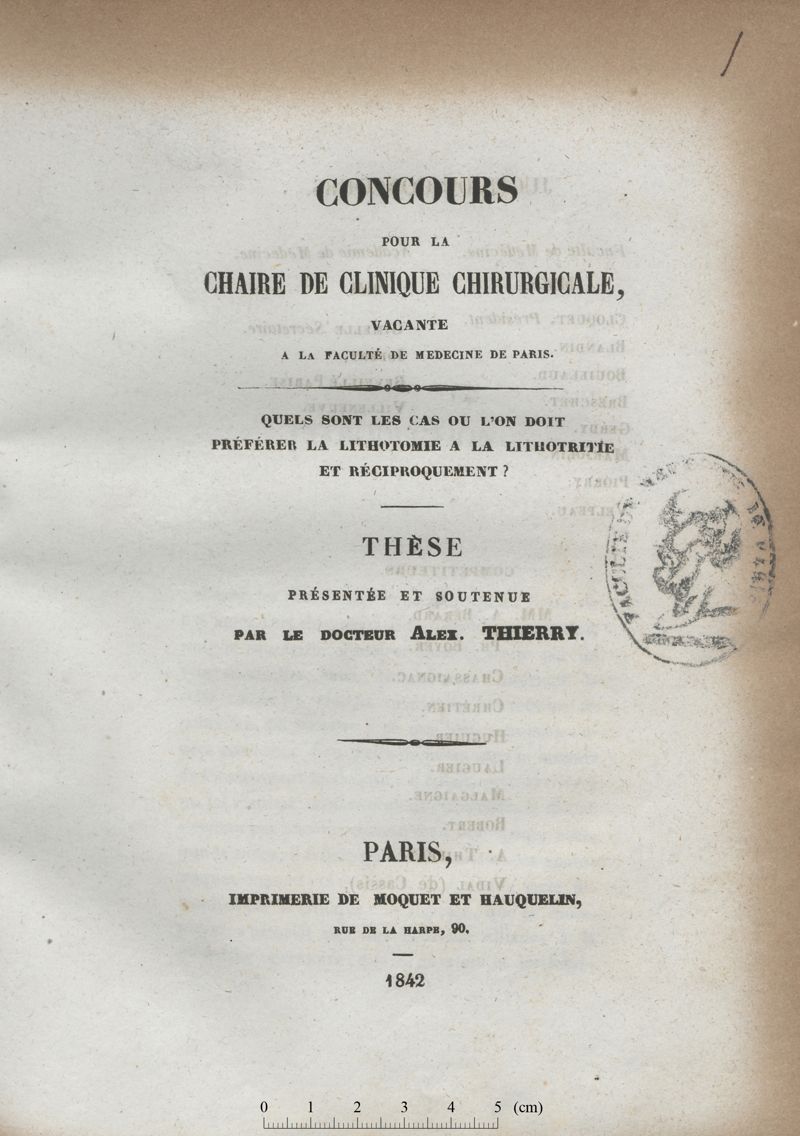 CONCOURS
POUR LA
CHAIRE DE CLINIQUE CHIRURGICALE,
VACANTE
A LA FACULTÉ DE MEDECINE DE PARIS.
QUELS SONT LES CAS OU L'ON DOIT
PRÉFÉRER LA LITHOTOMIE A LA LITHOTRITIE
ET RÉCIPROQUEMENT ?
THÈSE
PRÉSENTÉE ET SOUTENUE
PAR LE DOCTEUR ALEX. THIERRY.
PARIS,
IMPRIMERIE DE MOQUET ET HAUQUELIN,
RUE DE LA HARPE, 90.
1842
0 1 2 3 4 5 (cm)